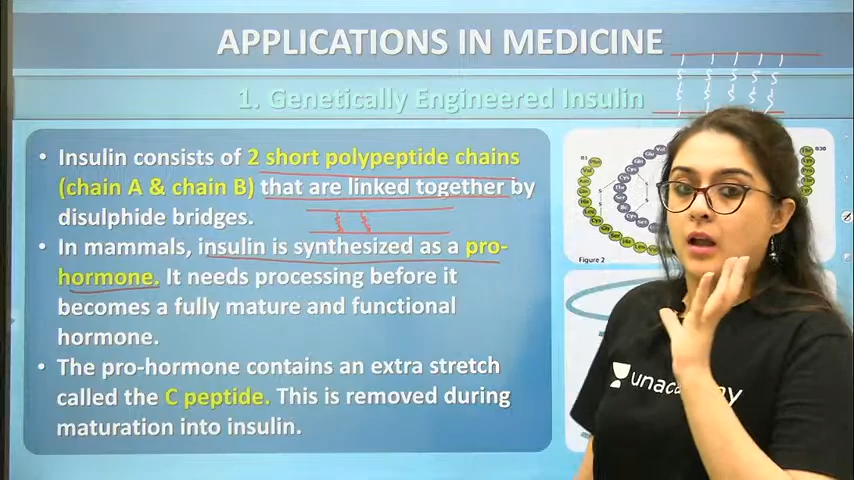 APPLICATIONS IN MEDICINE
1. Genetically Engineered Insulin
• Insulin consists of 2 short polypeptide chains
(chain A & chain B) that are linked together by
disulphide bridges.
• In mammals, insulin is synthesized as a pro-
hormone. It needs processing before it
becomes a fully mature and functional
hormone.
• The pro-hormone contains an extra stretch
called the C peptide. This is removed during
maturation into insulin.
Figure 2
unacademy